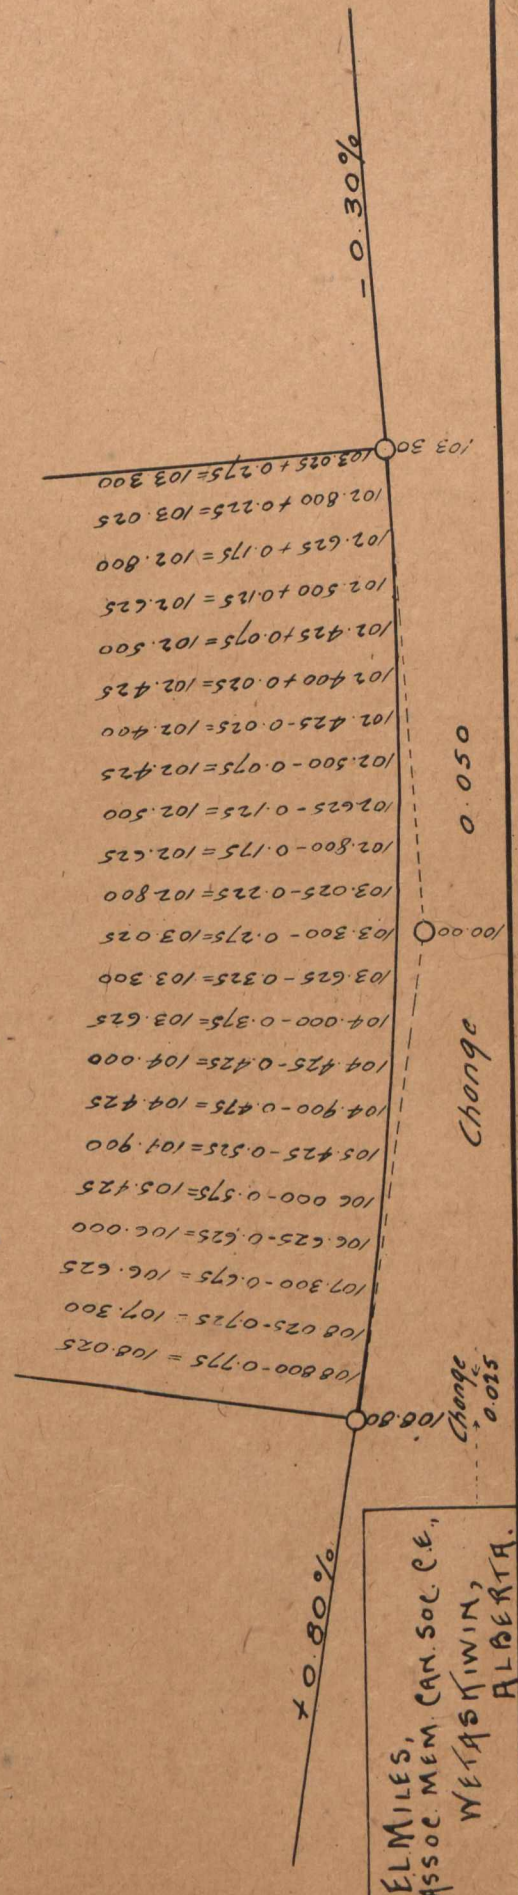 + 0.80%
108.80
108 800-0.775 = 108.025
108 025-0.725 = 107.300
107.300-0.675 = 106.625
106.625-0.625=106.000
106 000-0.575=105.425
105.425-0.525=104.900
104.900-0.475=104.425
104.425-0.425=104.000
104.000-0.375=103.625
103.625-0.325=103.300
103.300-0.275=103.025
100.00
103.025-0.225=102.800
102.800-0.175=102.625
102.625-0.125=102.500
102.500-0.075=102.425
102.425-0.025=102.400
102.400+0.025=102.425
102.425+0.075=102.500
102.500+0.125=102.625
102.625+0.175=102.800
102.800+0.225=103.025
103.025+0.275=103.300
103.30
- 0.30%
Change 0.050
Change
0.025
E.L.MILES,
ASSOC. MEM. CAN. SOC. C.E.,
WETASKIWIN,
ALBERTA.